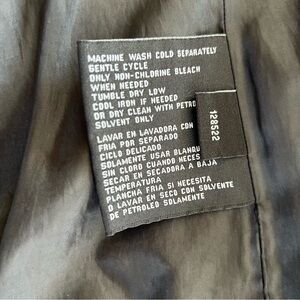 MACHINE WASH COLD SEPARATELY
GENTLE CYCLE
ONLY NON-CHLORINE BLEACH
WHEN NEEDED
TUMBLE DRY LOW
COOL IRON IF NEEDED
OR DRY CLEAN WITH PETRO
SOLVENT ONLY
LAVAR EN LAVADORA CON
FRIA POR SEPARADO
CICLO DELICADO
SOLAMENTE USAR BLANQU
SIN CLORO CUANDO NECES
SECAR EN SECADORA A BAJA
TEMPERATURA
PLANCHA FRIA SI NECESITA
O LAVAR EN SECO CON SOLVENTE
DE PETROLEO SOLAMENTE
128522